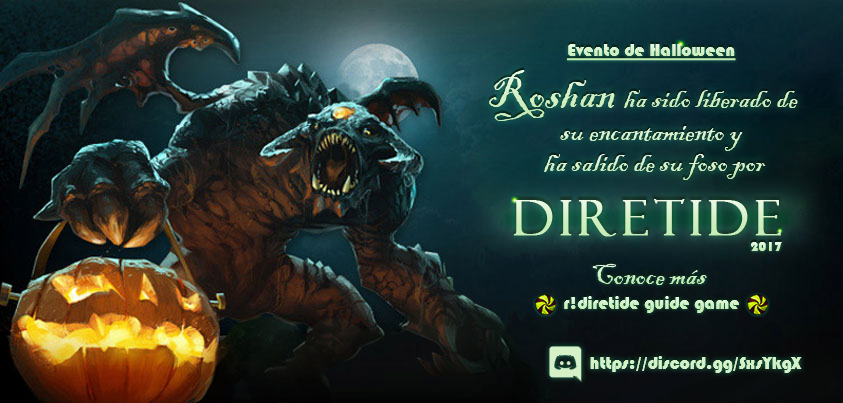 Evento de Halloween
Roshan ha sido liberado de
su encantamiento y
ha salido de su foso por
DIRETIDE
2017
Conoce más
r!diretide guide game
https://discord.gg/SxsYkgX